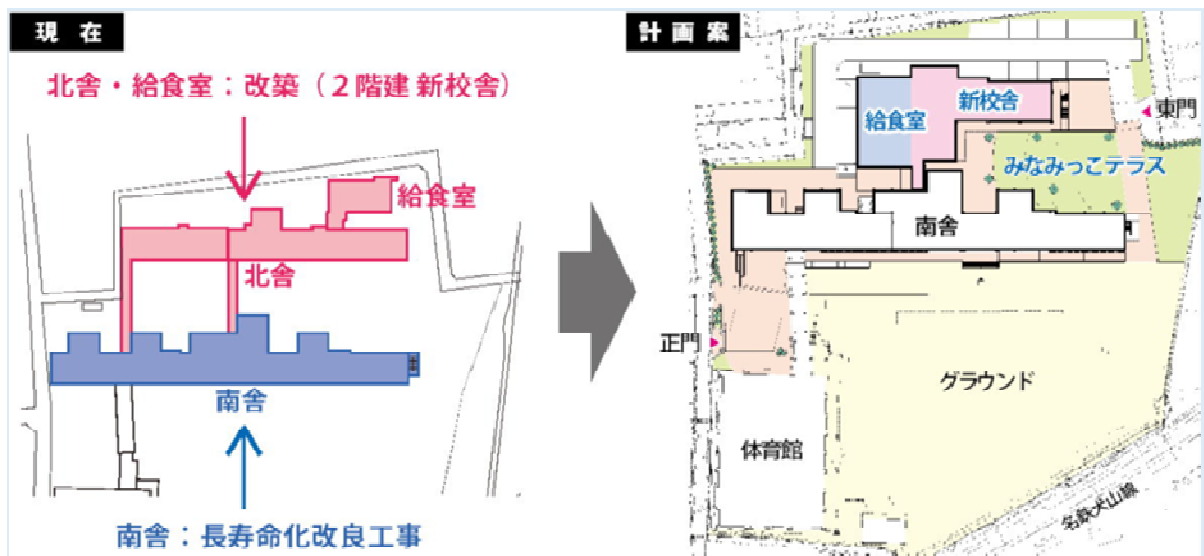 現在
北舎・給食室：改築（２階建 新校舎）
給食室
北舎
南舎
南舎：長寿命化改良工事
計画案
新校舎
給食室
東門
みなみっこテラス
南舎
正門
グラウンド
体育館
名鉄犬山線